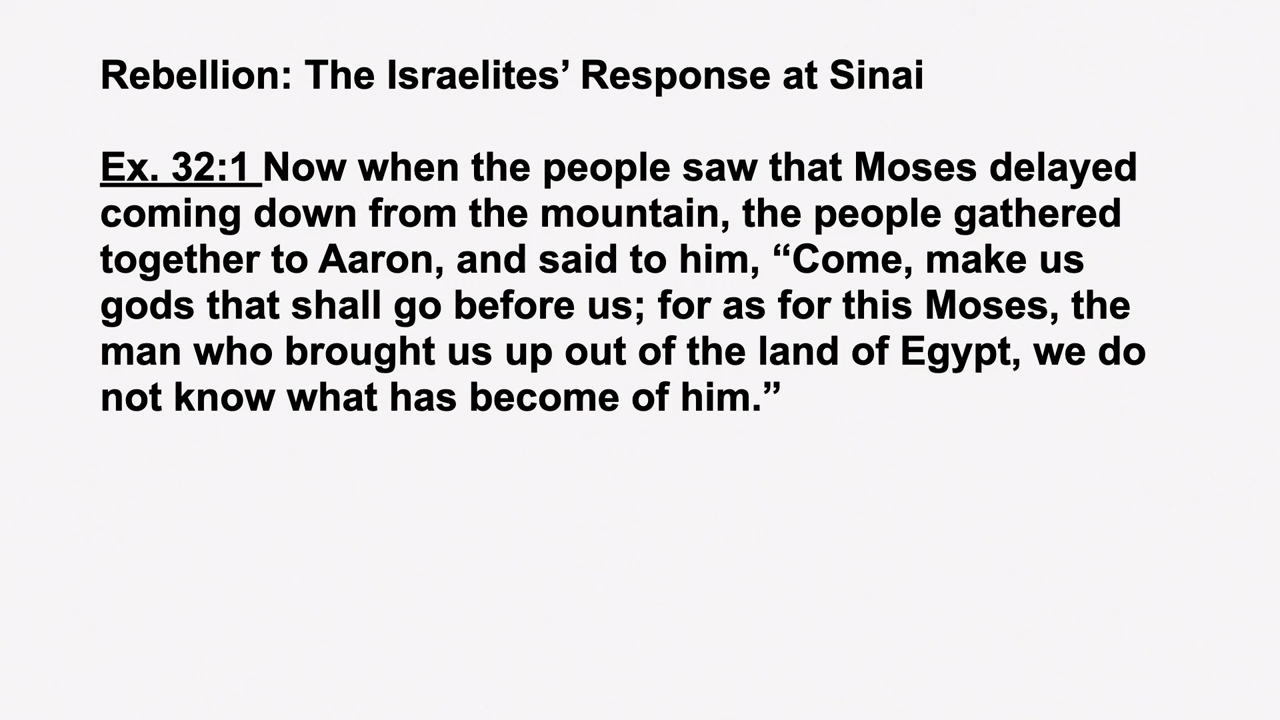 Rebellion: The Israelites’ Response at Sinai
Ex. 32:1 Now when the people saw that Moses delayed
coming down from the mountain, the people gathered
together to Aaron, and said to him, “Come, make us
gods that shall go before us; for as for this Moses, the
man who brought us up out of the land of Egypt, we do
not know what has become of him.”